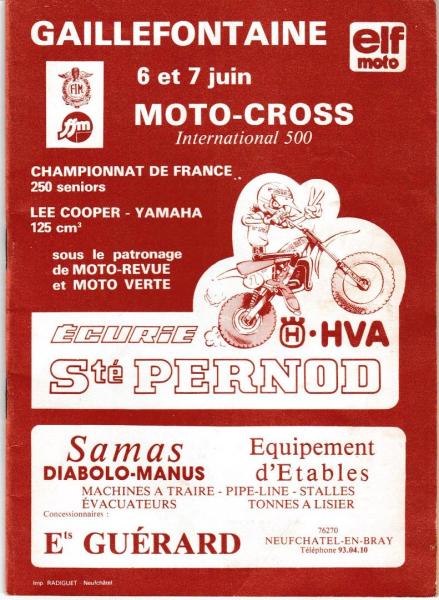 GAILLEFONTAINE
elf
moto
6 et 7 juin
FIM
ffm
MOTO-CROSS
International 500
CHAMPIONNAT DE FRANCE
250 seniors
LEE COOPER - YAMAHA
125 cm³
sous le patronage
de MOTO-REVUE
et MOTO VERTE
ÉCURIE
H·HVA
Sté PERNOD
Samas
DIABOLO-MANUS
Equipement
d'Etables
MACHINES A TRAIRE - PIPE-LINE - STALLES
ÉVACUATEURS TONNES A LISIER
Concessionnaires :
Ets GUÉRARD
76270
NEUFCHATEL-EN-BRAY
Téléphone 93.04.10
Imp. RADIGUET - Neufchâtel